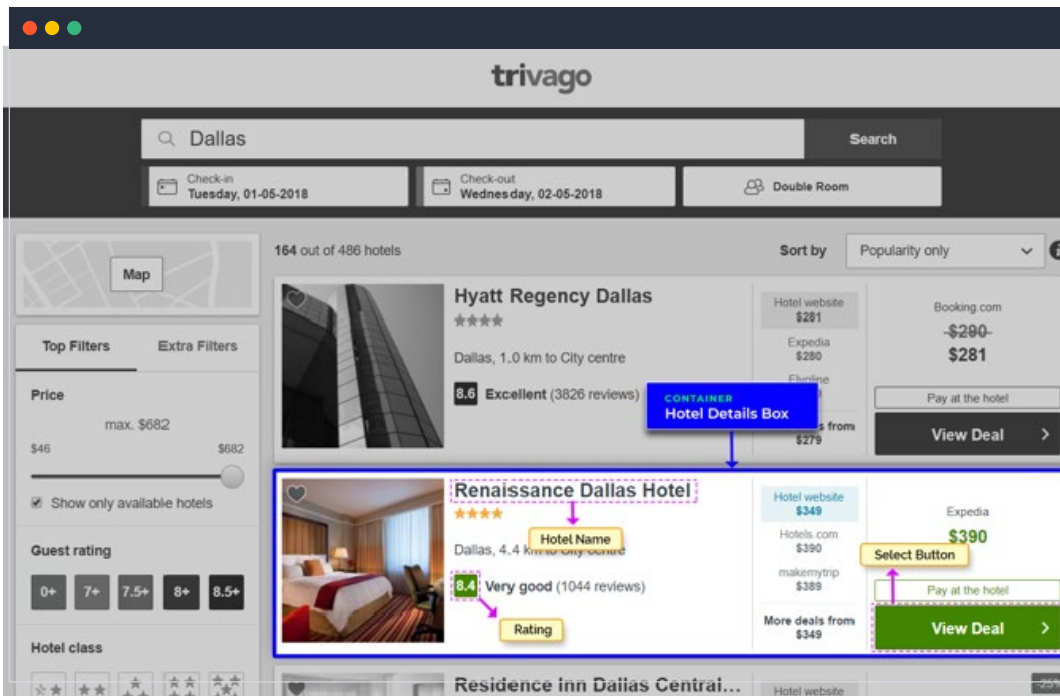 trivago
Dallas
Search
Check-in
Tuesday, 01-05-2018
Check-out
Wednesday, 02-05-2018
Double Room
164 out of 486 hotels
Sort by
Popularity only
Map
Top Filters
Extra Filters
Price
max. $682
$46
$682
Show only available hotels
Guest rating
0+
7+
7.5+
8+
8.5+
Hotel class
Hyatt Regency Dallas
Dallas, 1.0 km to City centre
8.6 Excellent (3826 reviews)
Hotel website
$281
Expedia
$280
from
$279
Booking.com
$290
$281
Pay at the hotel
View Deal
CONTAINER
Hotel Details Box
Renaissance Dallas Hotel
Hotel Name
Dallas, 4.4 km to City centre
8.4 Very good (1044 reviews)
Rating
Hotel website
$349
Hotels.com
$390
makemytrip
$389
More deals from
$349
Expedia
$390
Select Button
Pay at the hotel
View Deal
Residence Inn Dallas Central...
Hotel website